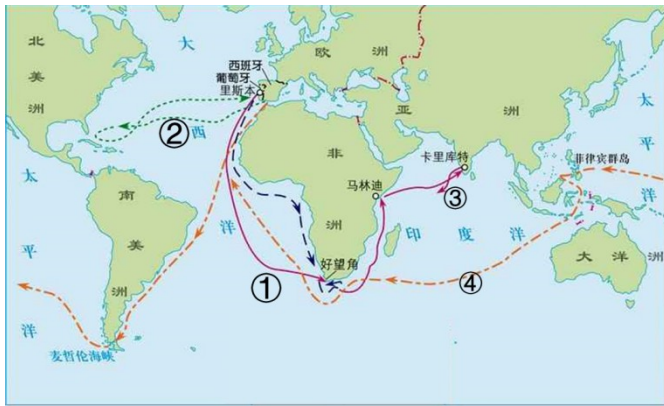 北美洲
大西洋
欧洲
亚洲
太平洋
西班牙
葡萄牙
里斯本
②
非洲
卡里库特
菲律宾群岛
马林迪
③
太平洋
南美洲
印度洋
大洋洲
①
好望角
④
麦哲伦海峡